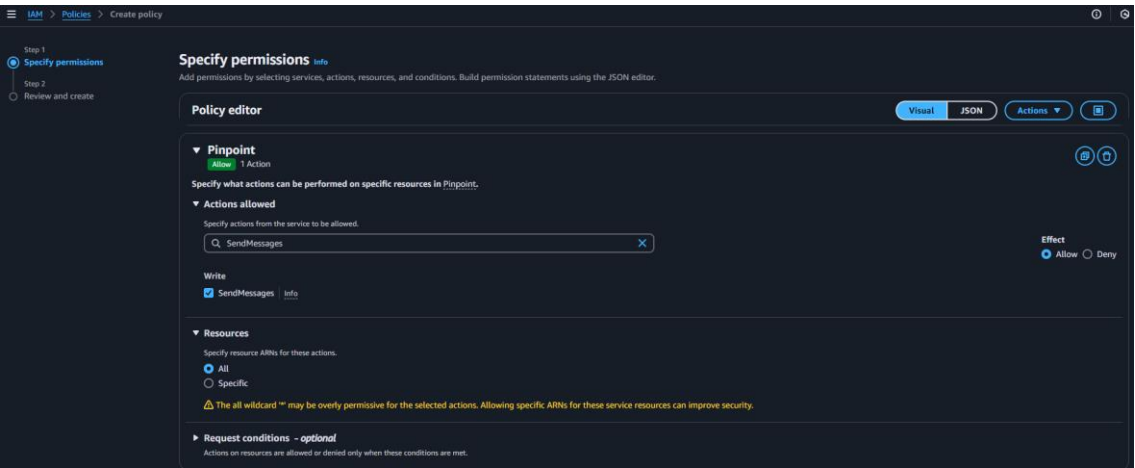 IAM > Policies > Create policy
Step 1
Specify permissions
Step 2
Review and create
Specify permissions Info
Add permissions by selecting services, actions, resources, and conditions. Build permission statements using the JSON editor.
Policy editor
Visual JSON Actions
Pinpoint
Allow 1 Action
Specify what actions can be performed on specific resources in Pinpoint.
Actions allowed
Specify actions from the service to be allowed.
SendMessages
Effect
Allow Deny
Write
SendMessages Info
Resources
Specify resource ARNs for these actions.
All
Specific
The all wildcard '*' may be overly permissive for the selected actions. Allowing specific ARNs for these service resources can improve security.
Request conditions - optional
Actions on resources are allowed or denied only when these conditions are met.